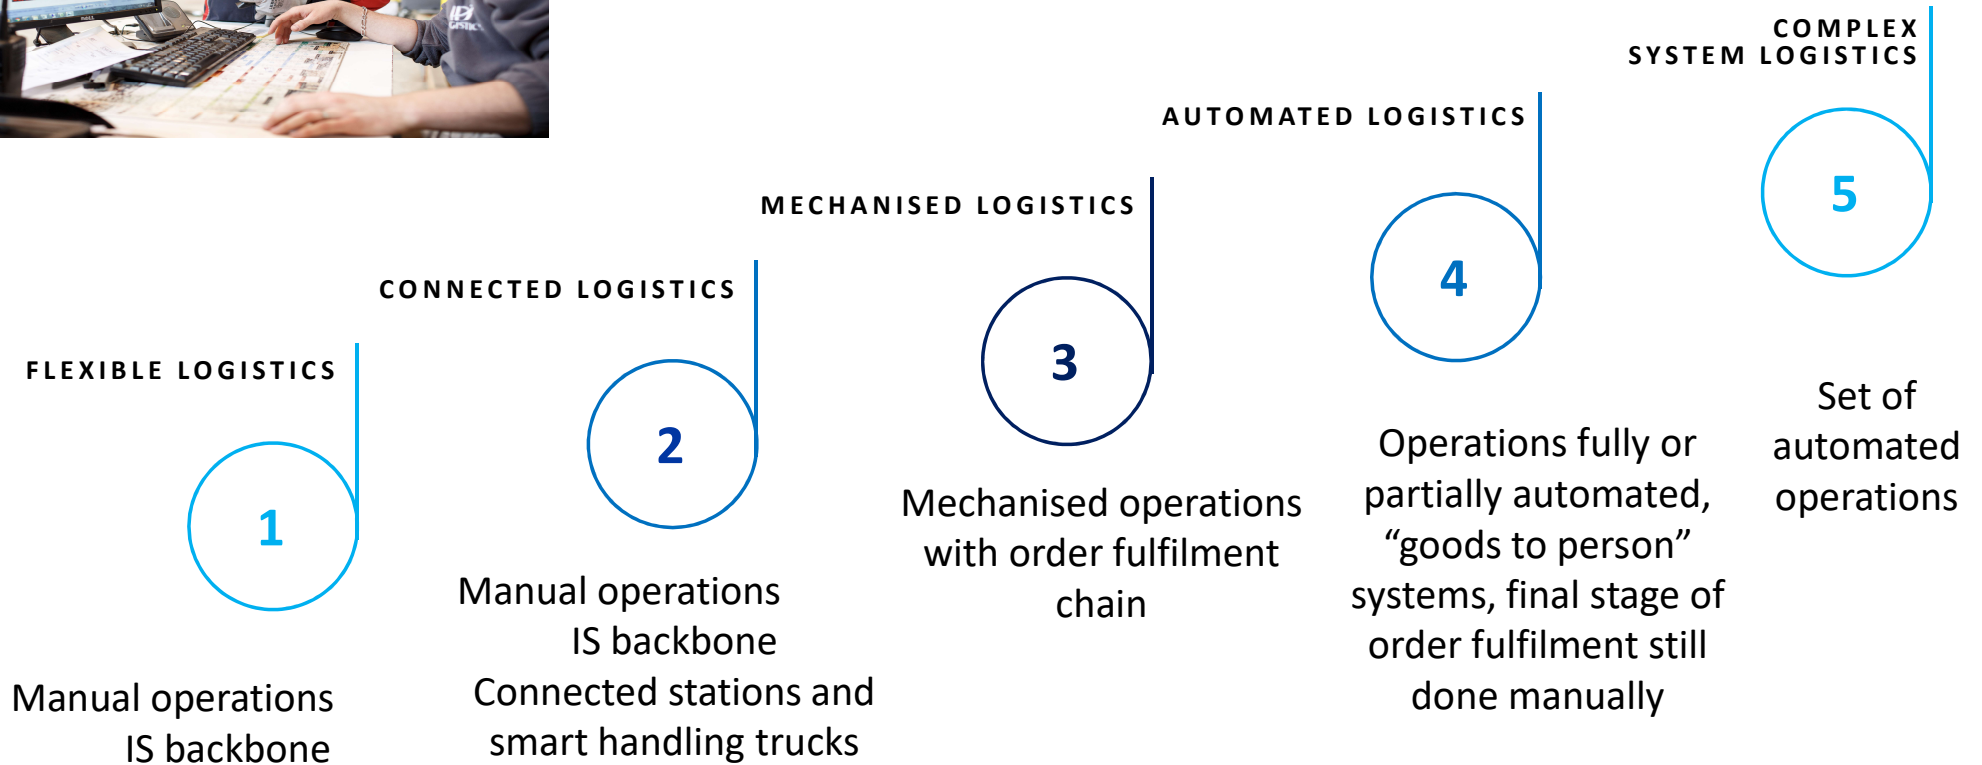 FLEXIBLE LOGISTICS
1
Manual operations
IS backbone
CONNECTED LOGISTICS
2
Manual operations
IS backbone
Connected stations and
smart handling trucks
MECHANISED LOGISTICS
3
Mechanised operations
with order fulfilment
chain
AUTOMATED LOGISTICS
4
Operations fully or
partially automated,
“goods to person”
systems, final stage of
order fulfilment still
done manually
COMPLEX
SYSTEM LOGISTICS
5
Set of
automated
operations